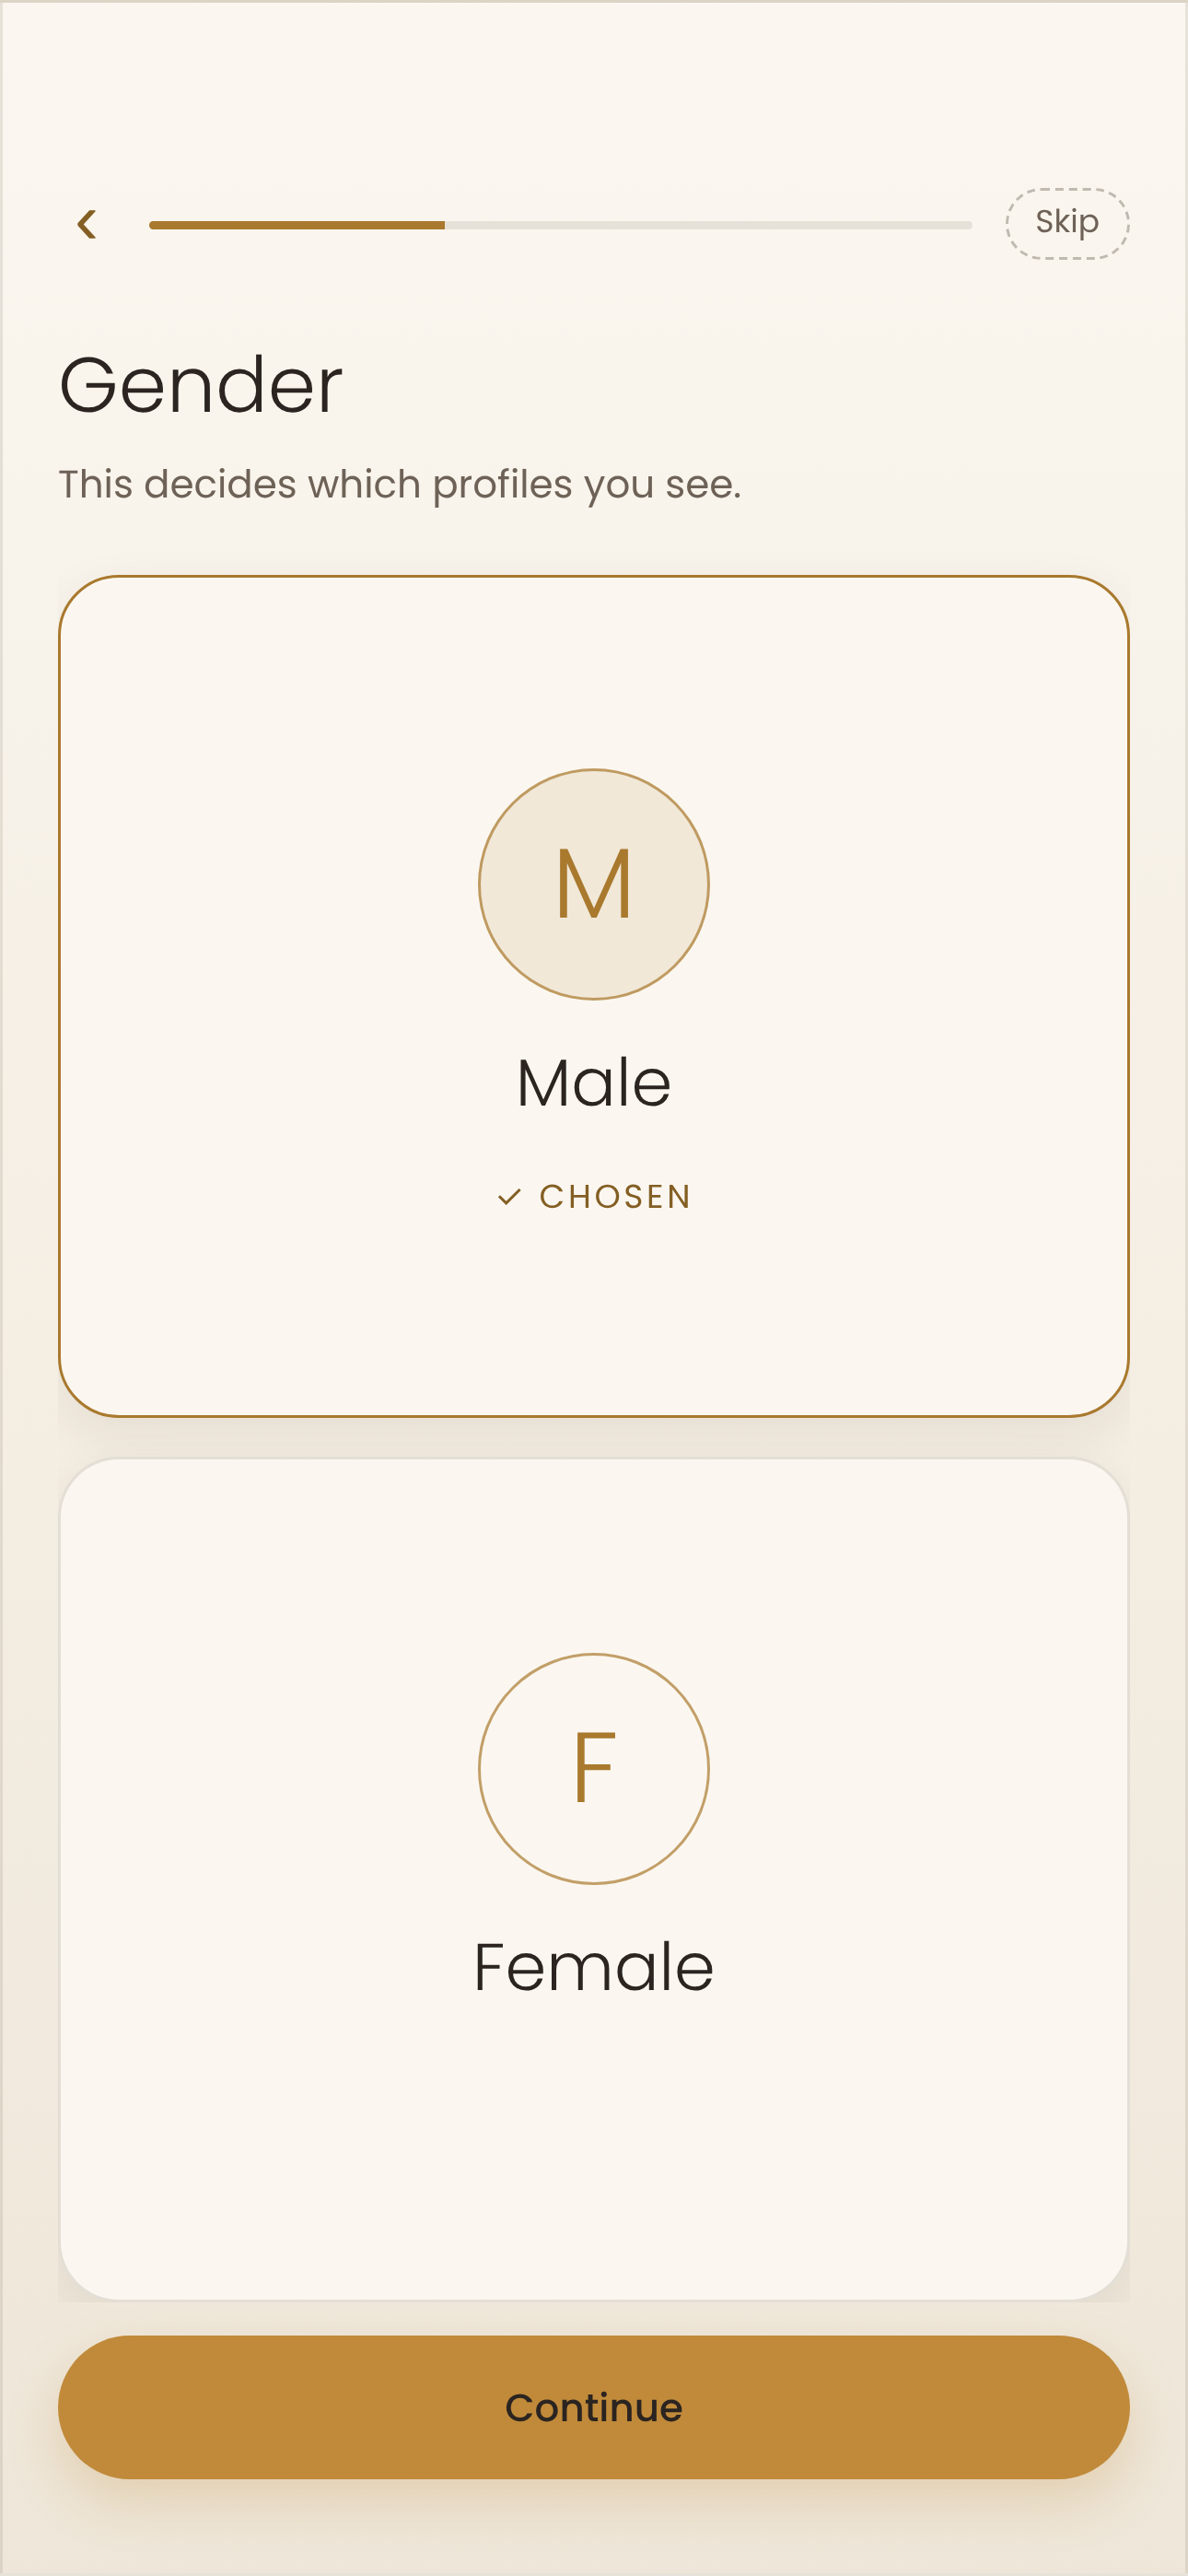 Skip
Gender
This decides which profiles you see.
M
Male
✓ CHOSEN
F
Female
Continue